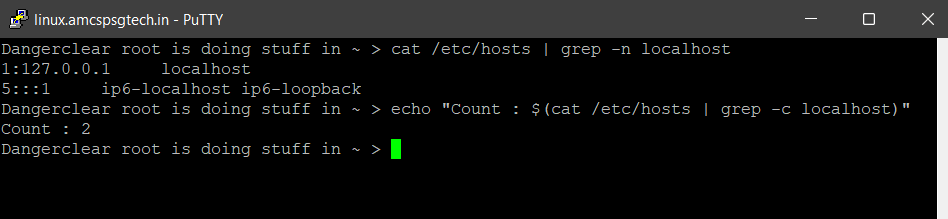 linux.amcspsgtech.in - PuTTY
Dangerclear root is doing stuff in ~ > cat /etc/hosts | grep -n localhost
1:127.0.0.1     localhost
5:::1     ip6-localhost ip6-loopback
Dangerclear root is doing stuff in ~ > echo "Count : $(cat /etc/hosts | grep -c localhost)"
Count : 2
Dangerclear root is doing stuff in ~ >